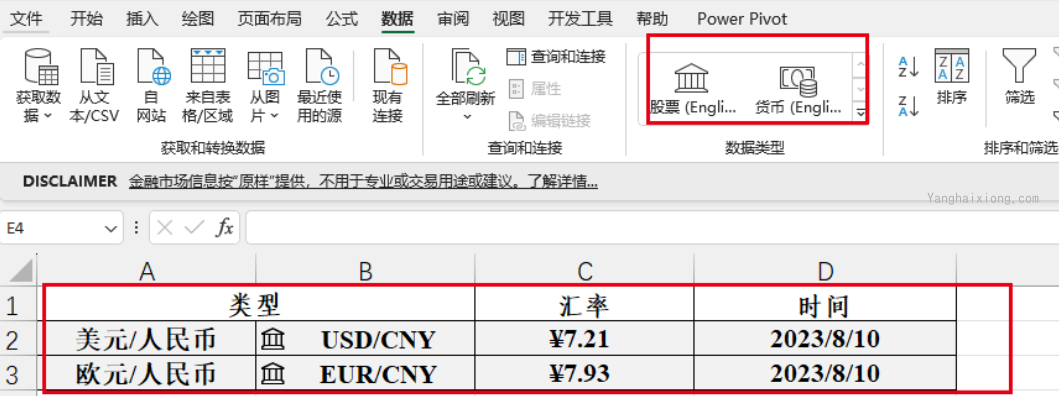 文件 开始 插入 绘图 页面布局 公式 数据 审阅 视图 开发工具 帮助 Power Pivot
获取数据 从文本/CSV 自网站 来自表格/区域 从图片 最近使用的源 现有连接 全部刷新 查询和连接 属性 编辑链接 股票 (Engli... 货币 (Engli... 排序 筛选
获取和转换数据 查询和连接 数据类型 排序和筛选
DISCLAIMER 金融市场信息按"原样"提供，不用于专业或交易用途或建议。了解详情...
Yanghaixiong.com
E4 fx
A B C D
1 类型 汇率 时间
2 美元/人民币 USD/CNY ¥7.21 2023/8/10
3 欧元/人民币 EUR/CNY ¥7.93 2023/8/10